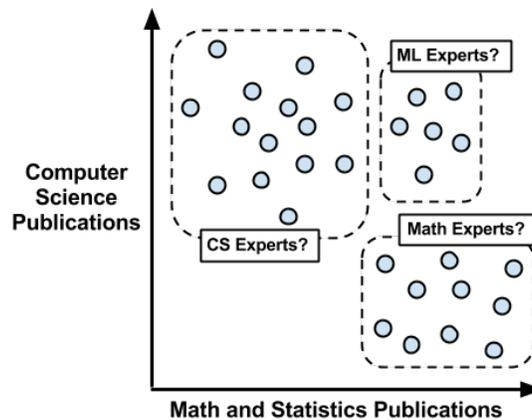 ML Experts?
Computer
Science
Publications
Math Experts?
CS Experts?
Math and Statistics Publications